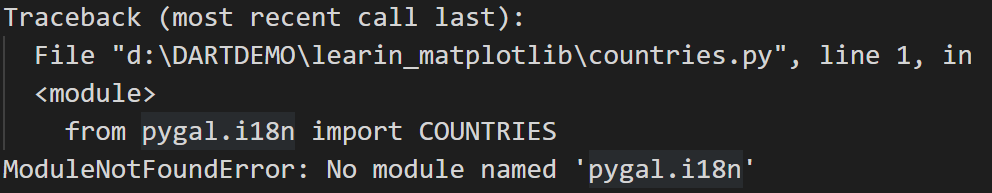 Traceback (most recent call last):
File "d:\DARTDEMO\learin_matplotlib\countries.py", line 1, in
<module>
from pygal.i18n import COUNTRIES
ModuleNotFoundError: No module named 'pygal.i18n'